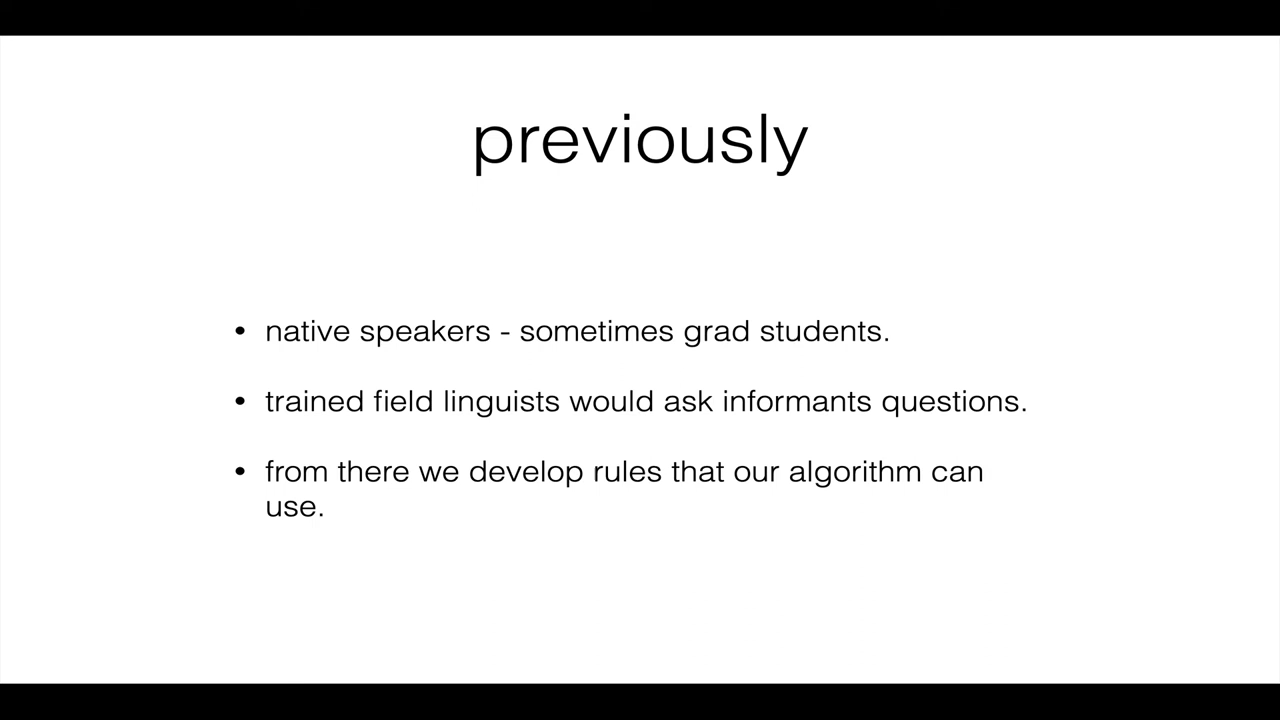 previously
• native speakers - sometimes grad students.
• trained field linguists would ask informants questions.
• from there we develop rules that our algorithm can
use.